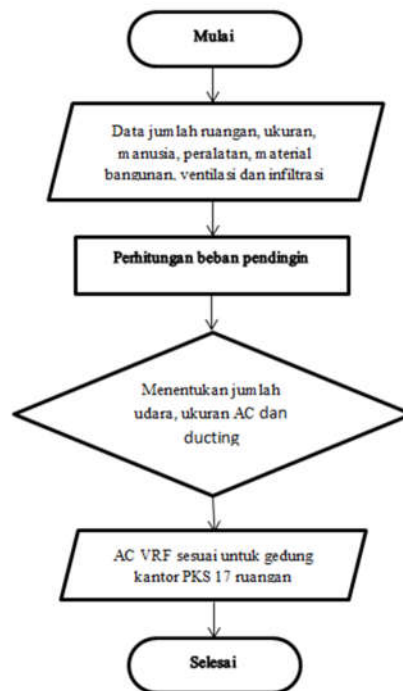 Mulai
Data jumlah ruangan, ukuran,
manusia, peralatan, material
bangunan, ventilasi dan infiltrasi
Perhitungan beban pendingin
Menentukan jumlah
udara, ukuran AC dan
ducting
AC VRF sesuai untuk gedung
kantor PKS 17 ruangan
Selesai